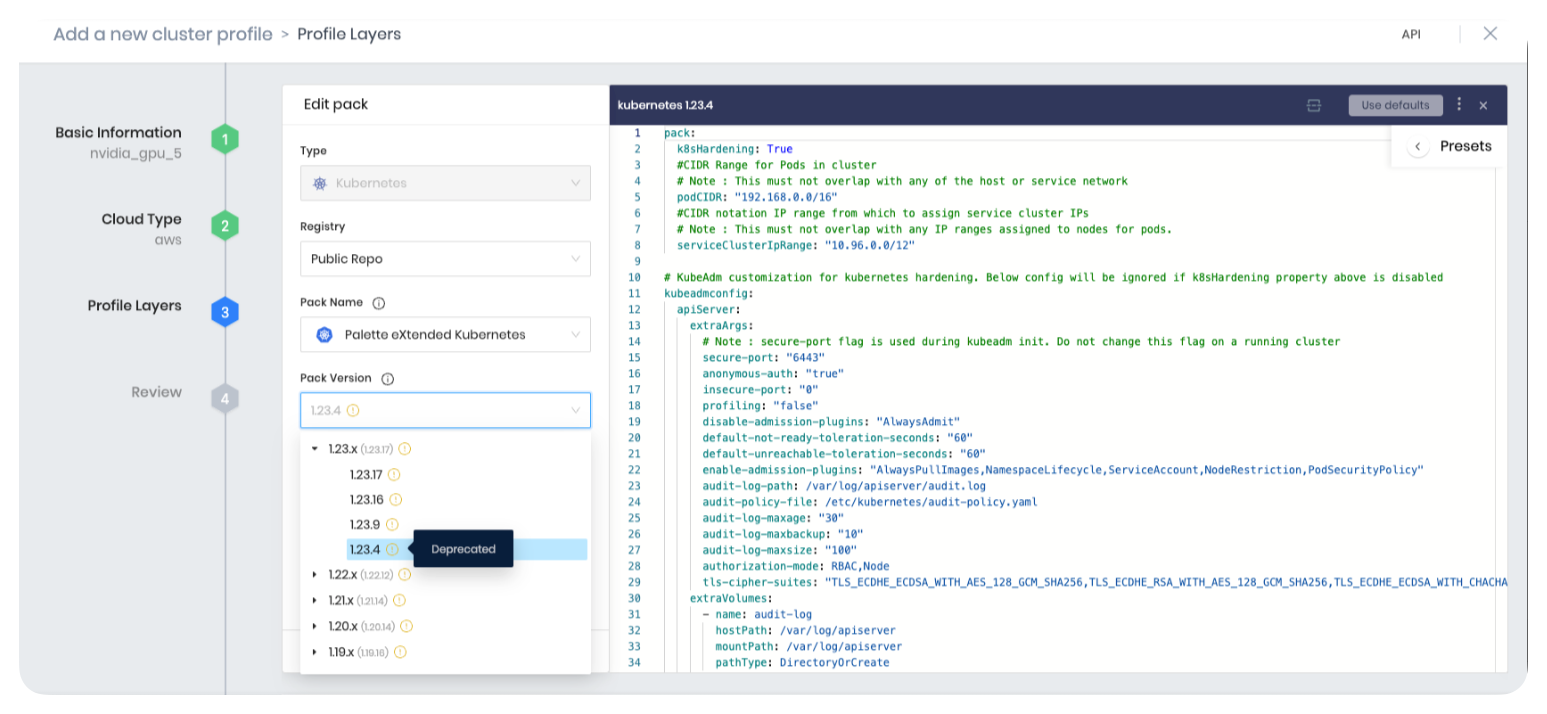 Add a new cluster profile > Profile Layers
API
Basic Information
nvidia_gpu_5
1
Cloud Type
aws
2
Profile Layers
3
Review
4
Edit pack
Type
Kubernetes
Registry
Public Repo
Pack Name
Palette eXtended Kubernetes
Pack Version
1.23.4
1.23.x (1.23.17)
1.23.17
1.23.16
1.23.9
1.23.4
Deprecated
1.22.x (1.22.12)
1.21.x (1.21.14)
1.20.x (1.20.14)
1.19.x (1.19.16)
kubernetes 1.23.4
Use defaults
Presets
1 pack:
2 k8sHardening: True
3 #CIDR Range for Pods in cluster
4 # Note : This must not overlap with any of the host or service network
5 podCIDR: "192.168.0.0/16"
6 #CIDR notation IP range from which to assign service cluster IPs
7 # Note : This must not overlap with any IP ranges assigned to nodes for pods.
8 serviceClusterIpRange: "10.96.0.0/12"
9
10 # KubeAdm customization for kubernetes hardening. Below config will be ignored if k8sHardening property above is disabled
11 kubeadmconfig:
12 apiServer:
13 extraArgs:
14 # Note : secure-port flag is used during kubeadm init. Do not change this flag on a running cluster
15 secure-port: "6443"
16 anonymous-auth: "true"
17 insecure-port: "0"
18 profiling: "false"
19 disable-admission-plugins: "AlwaysAdmit"
20 default-not-ready-toleration-seconds: "60"
21 default-unreachable-toleration-seconds: "60"
22 enable-admission-plugins: "AlwaysPullImages,NamespaceLifecycle,ServiceAccount,NodeRestriction,PodSecurityPolicy"
23 audit-log-path: /var/log/apiserver/audit.log
24 audit-policy-file: /etc/kubernetes/audit-policy.yaml
25 audit-log-maxage: "30"
26 audit-log-maxbackup: "10"
27 audit-log-maxsize: "100"
28 authorization-mode: RBAC,Node
29 tls-cipher-suites: "TLS_ECDHE_ECDSA_WITH_AES_128_GCM_SHA256,TLS_ECDHE_RSA_WITH_AES_128_GCM_SHA256,TLS_ECDHE_ECDSA_WITH_CHACHA
30 extraVolumes:
31 - name: audit-log
32 hostPath: /var/log/apiserver
33 mountPath: /var/log/apiserver
34 pathType: DirectoryOrCreate